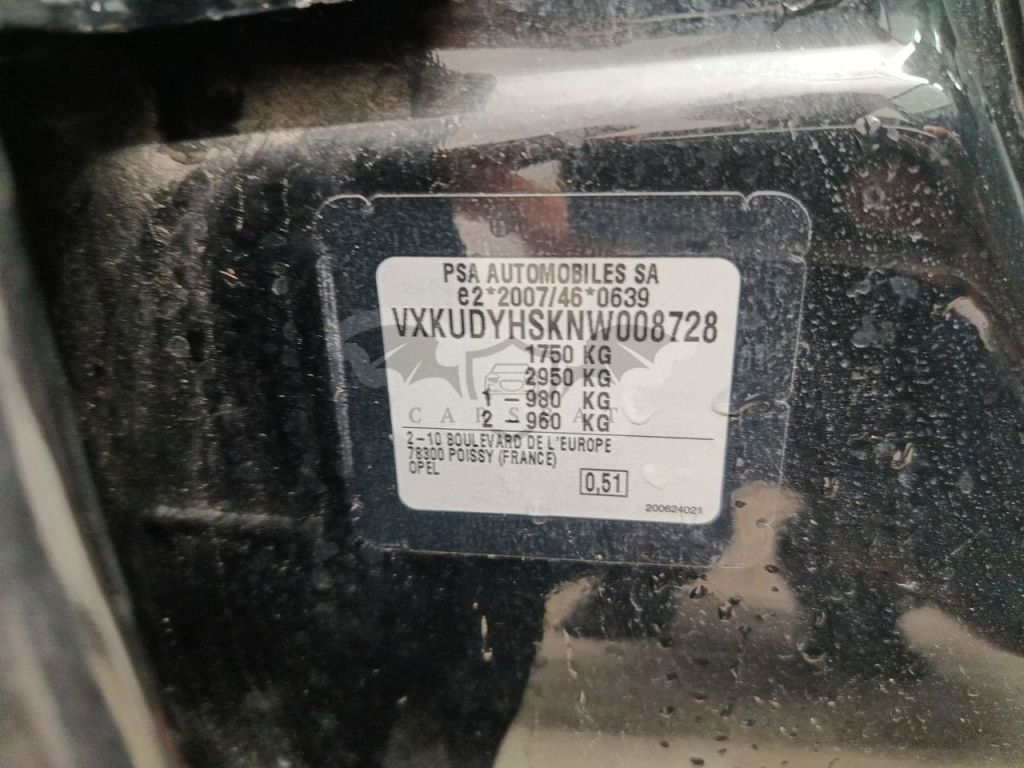 PSA AUTOMOBILES SA
e2*2007/46*0639
VXKUDYHSKNW008728
1750 KG
2950 KG
1 - 980 KG
2 - 960 KG
2-10 BOULEVARD DE L'EUROPE
78300 POISSY (FRANCE)
OPEL
0,51
200624021